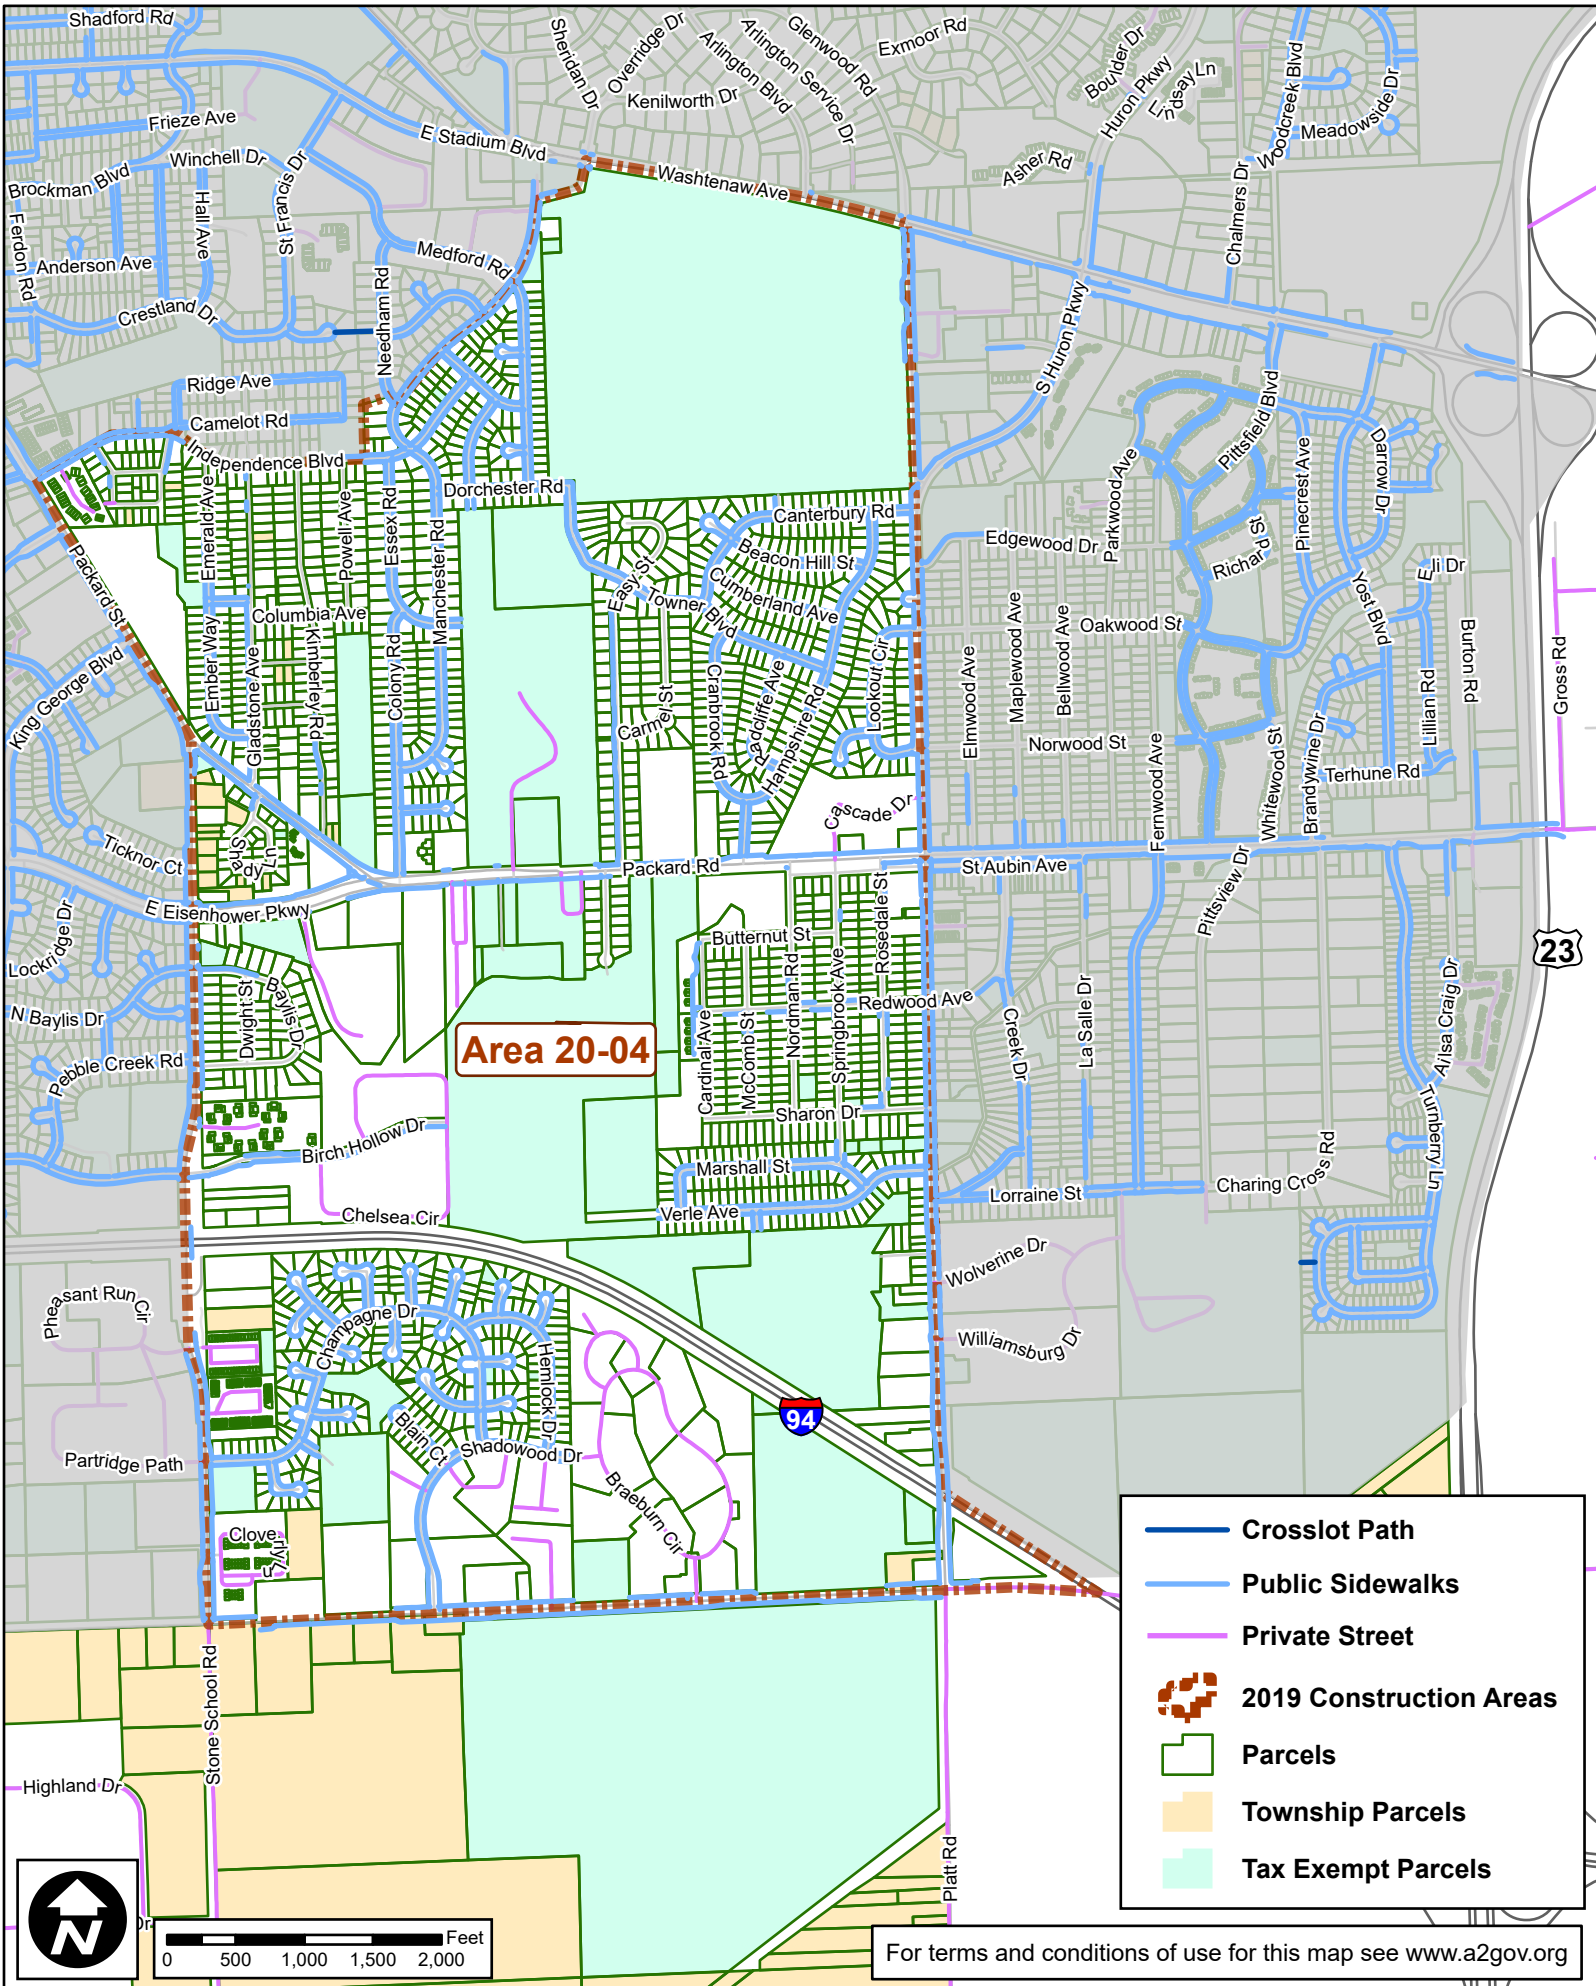 Shadford Rd
Sheridan Dr
Overridge Dr
Kenilworth Dr
Arlington Blvd
Arlington Service Dr
Glenwood Rd
Exmoor Rd
Boulder Dr
Huron Pkwy
Lindsay Ln
Woodcreek Blvd
Meadowside Dr
Frieze Ave
Winchell Dr
E Stadium Blvd
Washtenaw Ave
Asher Rd
Chalmers Dr
Brockman Blvd
Hall Ave
St Francis Dr
Ferdon Rd
Anderson Ave
Medford Rd
Crestland Dr
Needham Rd
S Huron Pkwy
Ridge Ave
Camelot Rd
Independence Blvd
Pittsfield Blvd
Parkwood Ave
Pinecrest Ave
Darrow Dr
Emerald Ave
Powell Ave
Essex Rd
Manchester Rd
Dorchester Rd
Canterbury Rd
Edgewood Dr
Beacon Hill St
Richard St
Eli Dr
Packard St
Easy St
Towner Blvd
Cumberland Ave
Yost Blvd
Columbia Ave
Oakwood St
Ember Way
Gladstone Ave
Kimberley Rd
Colony Rd
Maplewood Ave
Bellwood Ave
Elmwood Ave
Burton Rd
Gross Rd
King George Blvd
Carmel St
Cranbrook Rd
Radcliffe Ave
Hampshire Rd
Lookout Cir
Norwood St
Lillian Rd
Fernwood Ave
Whitewood St
Brandywine Dr
Terhune Rd
Cascade Dr
Ticknor Ct
Shady Ln
Packard Rd
St Aubin Ave
Pittsview Dr
E Eisenhower Pkwy
Lockridge Dr
Butternut St
Rosedale St
23
N Baylis Dr
Dwight St
Baylis Dr
Nordman Rd
Springbrook Ave
Redwood Ave
Creek Dr
La Salle Dr
Ailsa Craig Dr
Area 20-04
Pebble Creek Rd
Cardinal Ave
McComb St
Sharon Dr
Turnberry Ln
Birch Hollow Dr
Marshall St
Lorraine St
Charing Cross Rd
Chelsea Cir
Verle Ave
Wolverine Dr
Pheasant Run Cir
Champagne Dr
Hemlock Dr
Williamsburg Dr
94
Blain Ct
Shadowood Dr
Partridge Path
Braeburn Cir
Cloverly Ln
Stone School Rd
Highland Dr
Platt Rd
Dr
Crosslot Path
Public Sidewalks
Private Street
2019 Construction Areas
Parcels
Township Parcels
Tax Exempt Parcels
N
Feet
0 500 1,000 1,500 2,000
For terms and conditions of use for this map see www.a2gov.org